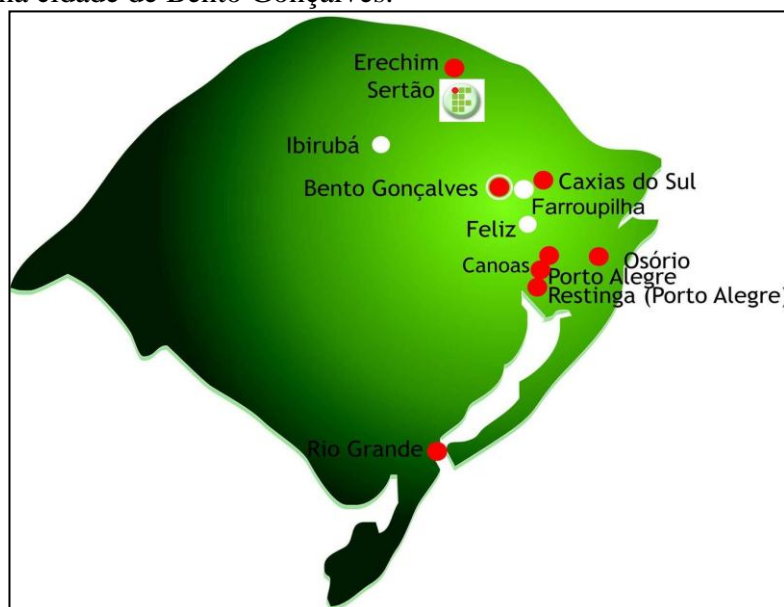 na cidade de Bento Gonçalves.
Erechim
Sertão
Ibirubá
Bento Gonçalves
Caxias do Sul
Farroupilha
Feliz
Canoas
Osório
Porto Alegre
Restinga (Porto Alegre)
Rio Grande